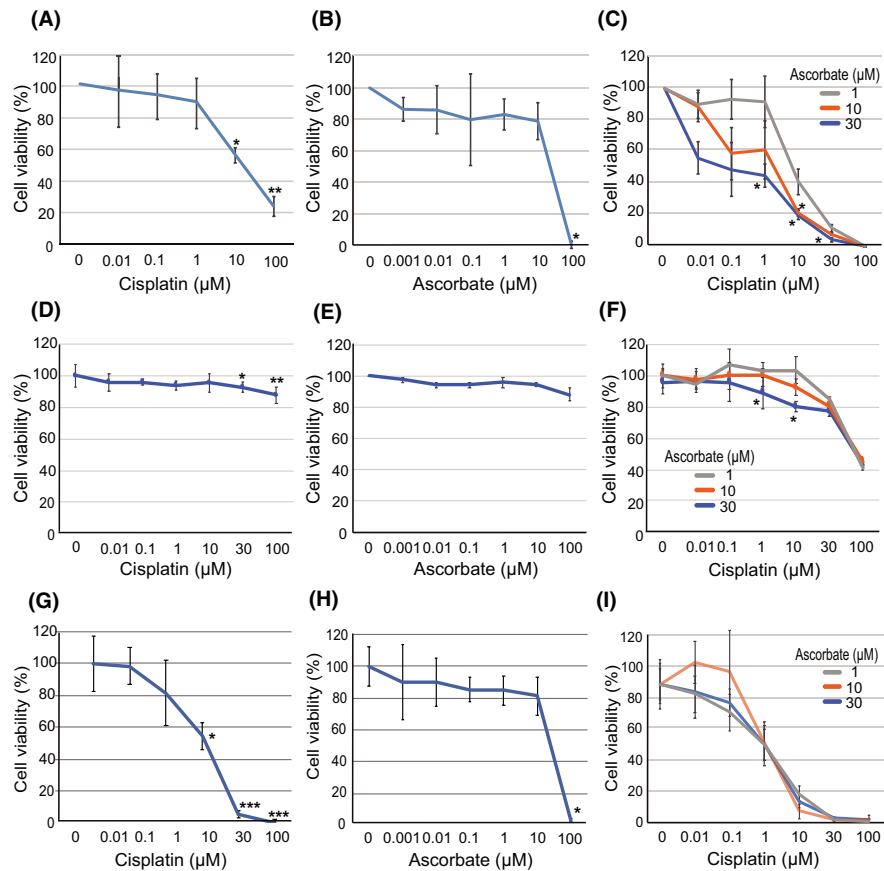 (A)
120
100
80
60
40
20
0
Cell viability (%)
*
**
0 0.01 0.1 1 10 100
Cisplatin (µM)
(B)
120
100
80
60
40
20
0
Cell viability (%)
*
0 0.001 0.01 0.1 1 10 100
Ascorbate (µM)
(C)
120
100
80
60
40
20
0
Cell viability (%)
Ascorbate (µM)
1
10
30
*
*
*
*
0 0.01 0.1 1 10 30 100
Cisplatin (µM)
(D)
120
100
80
60
40
20
0
Cell viability (%)
*
**
0 0.01 0.1 1 10 30 100
Cisplatin (µM)
(E)
120
100
80
60
40
20
0
Cell viability (%)
0 0.001 0.01 0.1 1 10 100
Ascorbate (µM)
(F)
120
100
80
60
40
20
0
Cell viability (%)
*
*
Ascorbate (µM)
1
10
30
0 0.01 0.1 1 10 30 100
Cisplatin (µM)
(G)
120
100
80
60
40
20
0
Cell viability (%)
*
***
***
0 0.01 0.1 1 10 30 100
Cisplatin (µM)
(H)
120
100
80
60
40
20
0
Cell viability (%)
*
0 0.001 0.01 0.1 1 10 100
Ascorbate (µM)
(I)
120
100
80
60
40
20
0
Cell viability (%)
Ascorbate (µM)
1
10
30
0 0.01 0.1 1 10 30 100
Cisplatin (µM)